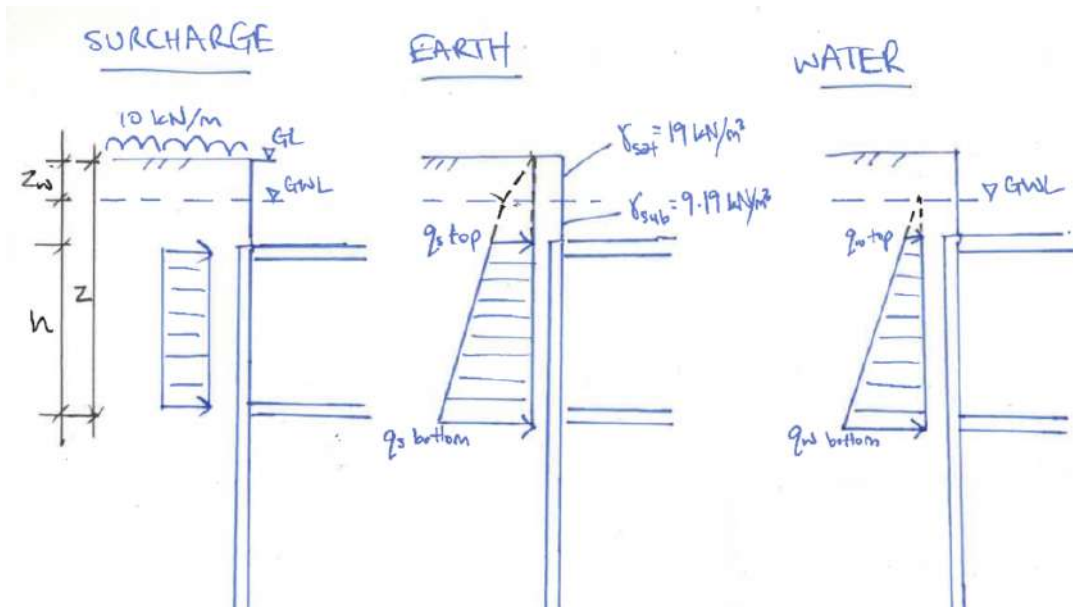 SURCHARGE
EARTH
WATER
10 kN/m
GL
Zw
GWL
γsat = 19 kN/m³
γsub = 9.19 kN/m³
GWL
qs top
qw top
h
Z
qs bottom
qw bottom